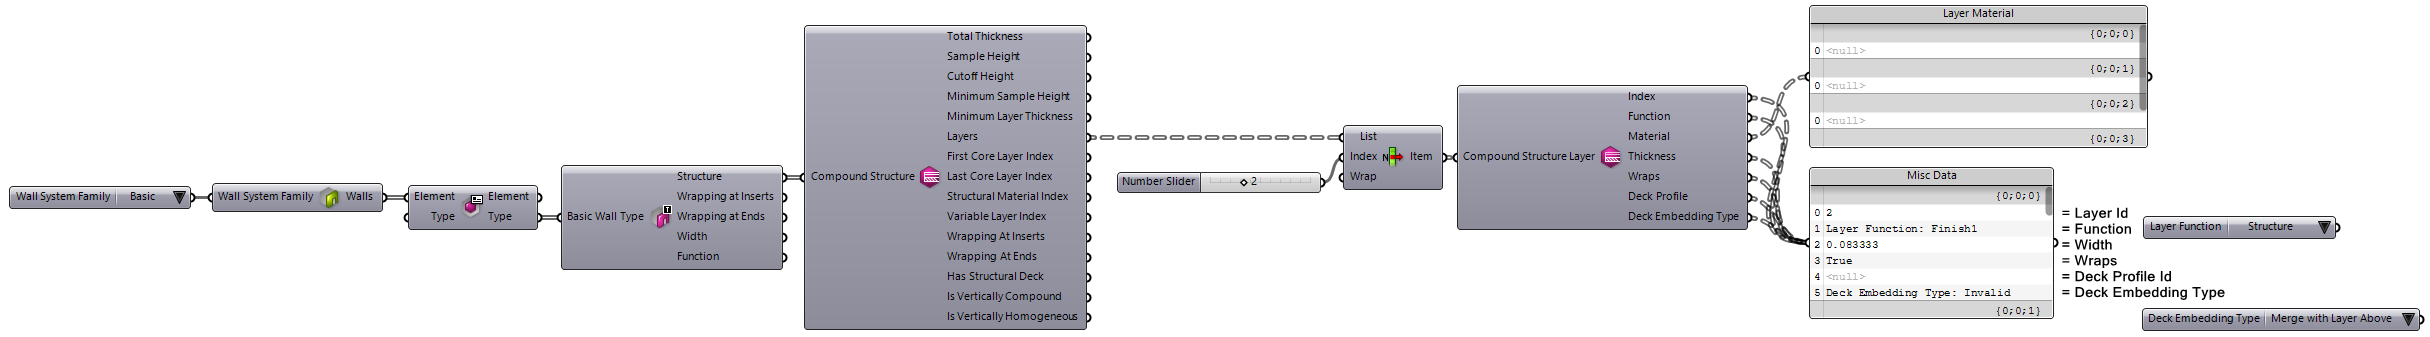 Wall System Family Basic
Wall System Family Walls
Element Element
Type Type
Basic Wall Type
Structure
Wrapping at Inserts
Wrapping at Ends
Width
Function
Compound Structure
Total Thickness
Sample Height
Cutoff Height
Minimum Sample Height
Minimum Layer Thickness
Layers
First Core Layer Index
Last Core Layer Index
Structural Material Index
Variable Layer Index
Wrapping At Inserts
Wrapping At Ends
Has Structural Deck
Is Vertically Compound
Is Vertically Homogeneous
Number Slider 2
List
Index N Item
Wrap
Compound Structure Layer
Index
Function
Material
Thickness
Wraps
Deck Profile
Deck Embedding Type
Layer Material
{0;0;0}
0 <null>
{0;0;1}
0 <null>
{0;0;2}
0 <null>
{0;0;3}
Misc Data
{0;0;0}
0 2 = Layer Id
1 Layer Function: Finish1 = Function
2 0.083333 = Width
3 True = Wraps
4 <null> = Deck Profile Id
5 Deck Embedding Type: Invalid = Deck Embedding Type
{0;0;1}
Layer Function Structure
Deck Embedding Type Merge with Layer Above